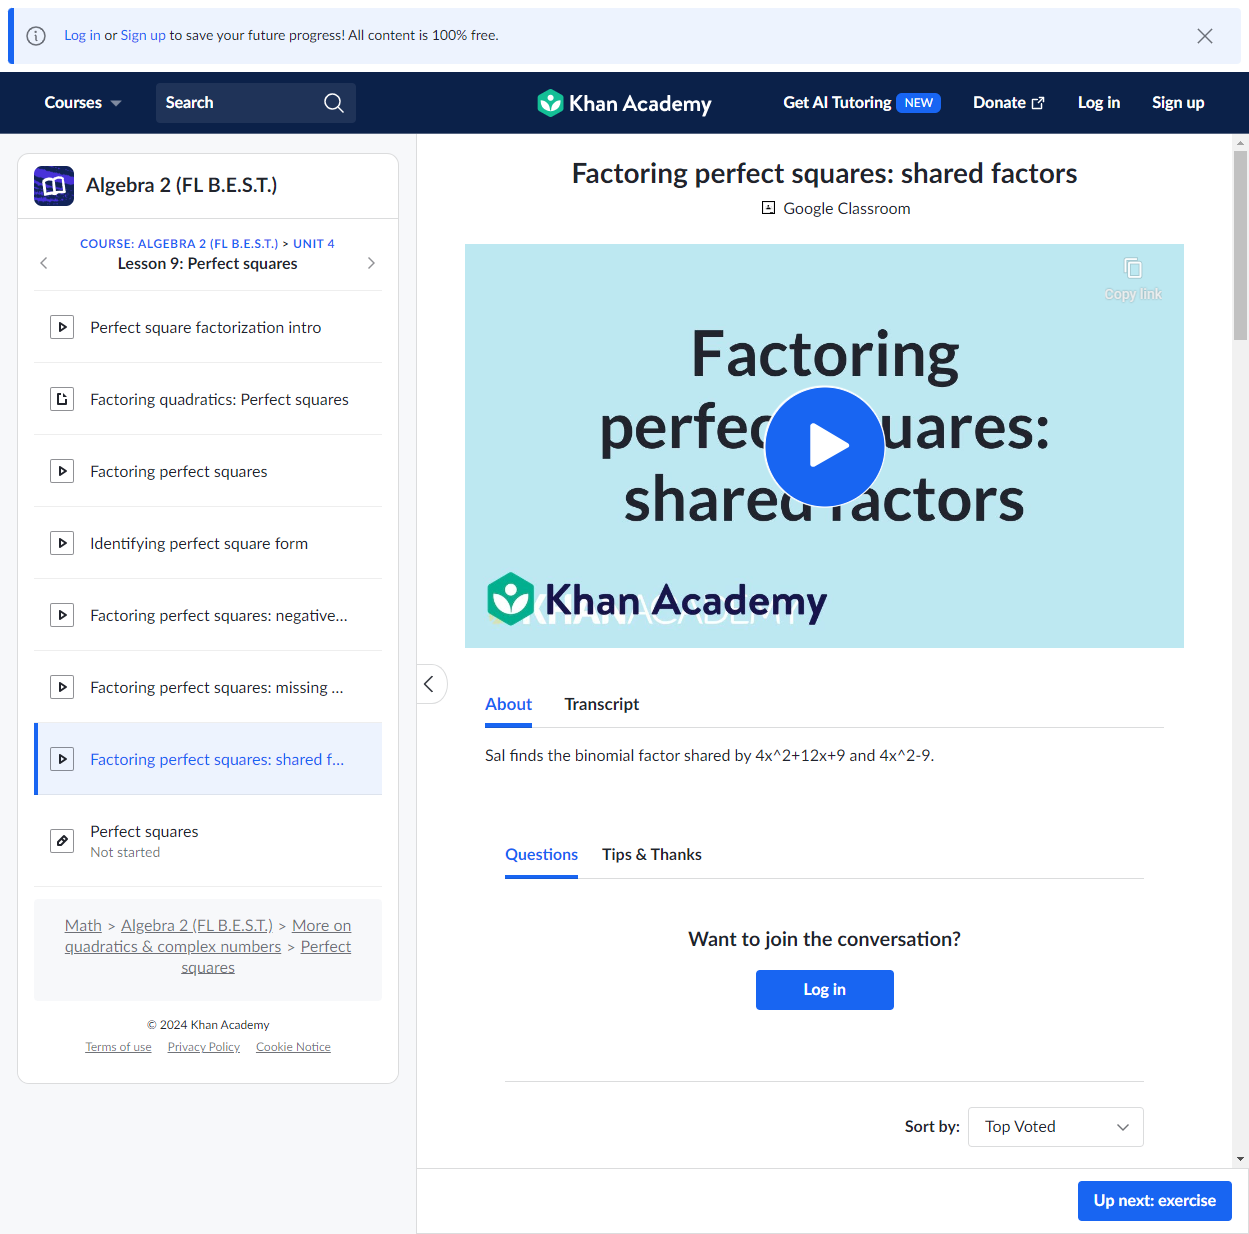 Log in or Sign up to save your future progress! All content is 100% free.
Courses
Search
Khan Academy
Get AI Tutoring NEW
Donate
Log in
Sign up
Algebra 2 (FL B.E.S.T.)
COURSE: ALGEBRA 2 (FL B.E.S.T.) > UNIT 4
Lesson 9: Perfect squares
Perfect square factorization intro
Factoring quadratics: Perfect squares
Factoring perfect squares
Identifying perfect square form
Factoring perfect squares: negative...
Factoring perfect squares: missing ...
Factoring perfect squares: shared f...
Perfect squares
Not started
Math > Algebra 2 (FL B.E.S.T.) > More on
quadratics & complex numbers > Perfect
squares
© 2024 Khan Academy
Terms of use Privacy Policy Cookie Notice
Factoring perfect squares: shared factors
Google Classroom
Copy link
Factoring
perfect squares:
shared factors
Khan Academy
KHANACADEMY
About
Transcript
Sal finds the binomial factor shared by 4x^2+12x+9 and 4x^2-9.
Questions
Tips & Thanks
Want to join the conversation?
Log in
Sort by:
Top Voted
Up next: exercise